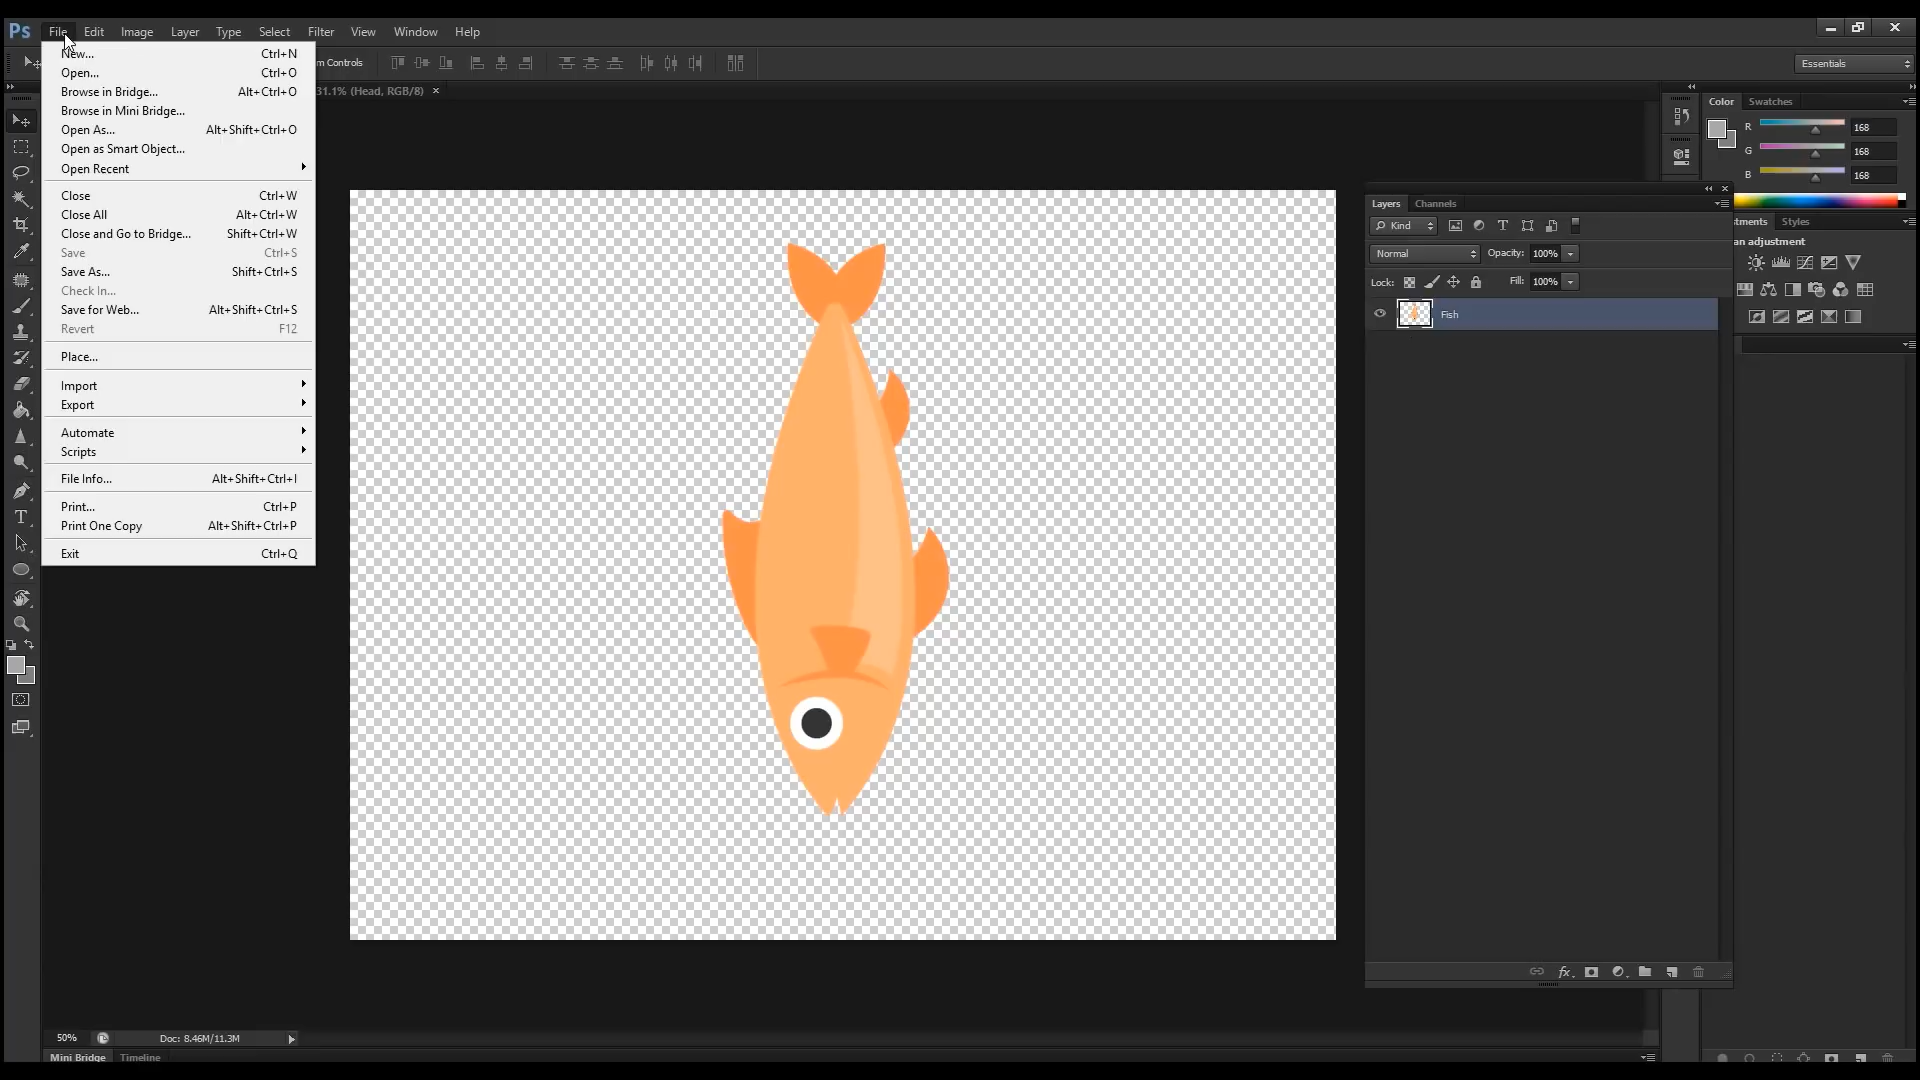 Ps File Edit Image Layer Type Select Filter View Window Help
m Controls
Essentials
31.1% (Head, RGB/8) ×
New... Ctrl+N
Open... Ctrl+O
Browse in Bridge... Alt+Ctrl+O
Browse in Mini Bridge...
Open As... Alt+Shift+Ctrl+O
Open as Smart Object...
Open Recent
Close Ctrl+W
Close All Alt+Ctrl+W
Close and Go to Bridge... Shift+Ctrl+W
Save Ctrl+S
Save As... Shift+Ctrl+S
Check In...
Save for Web... Alt+Shift+Ctrl+S
Revert F12
Place...
Import
Export
Automate
Scripts
File Info... Alt+Shift+Ctrl+I
Print... Ctrl+P
Print One Copy Alt+Shift+Ctrl+P
Exit Ctrl+Q
Color Swatches
R 168
G 168
B 168
tments Styles
an adjustment
Layers Channels
Kind
Normal Opacity: 100%
Lock: Fill: 100%
Fish
fx
50% Doc: 8.46M/11.3M
Mini Bridge Timeline